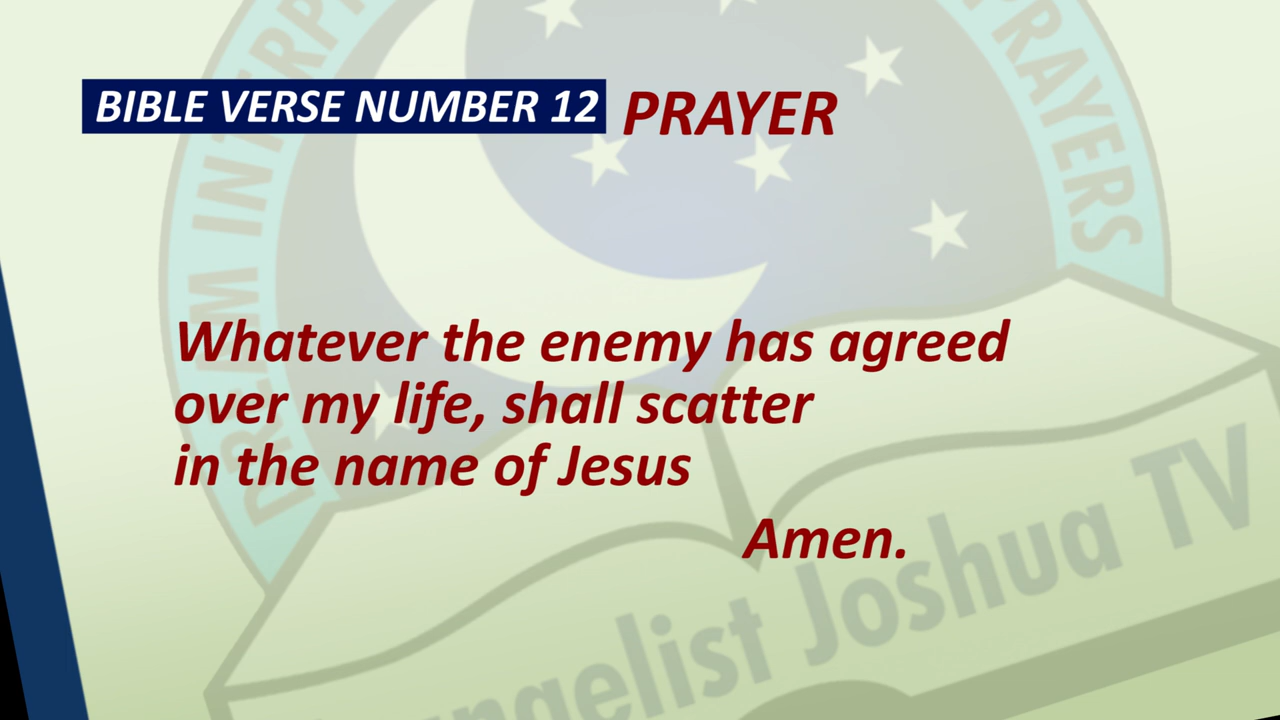 BIBLE VERSE NUMBER 12 PRAYER
Whatever the enemy has agreed
over my life, shall scatter
in the name of Jesus
Amen.
PRAYERS
Joshua TV